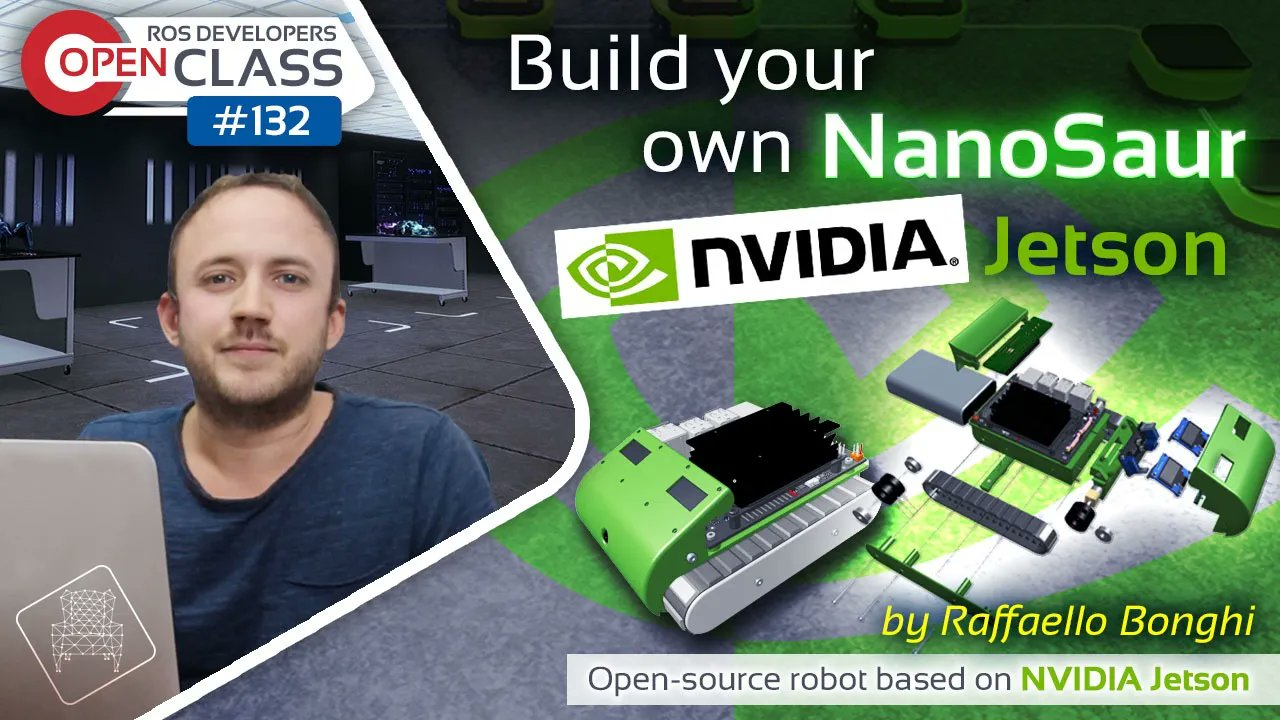 ROS DEVELOPERS
OPEN CLASS
#132
Build your
own NanoSaur
NVIDIA® Jetson
by Raffaello Bonghi
Open-source robot based on NVIDIA Jetson